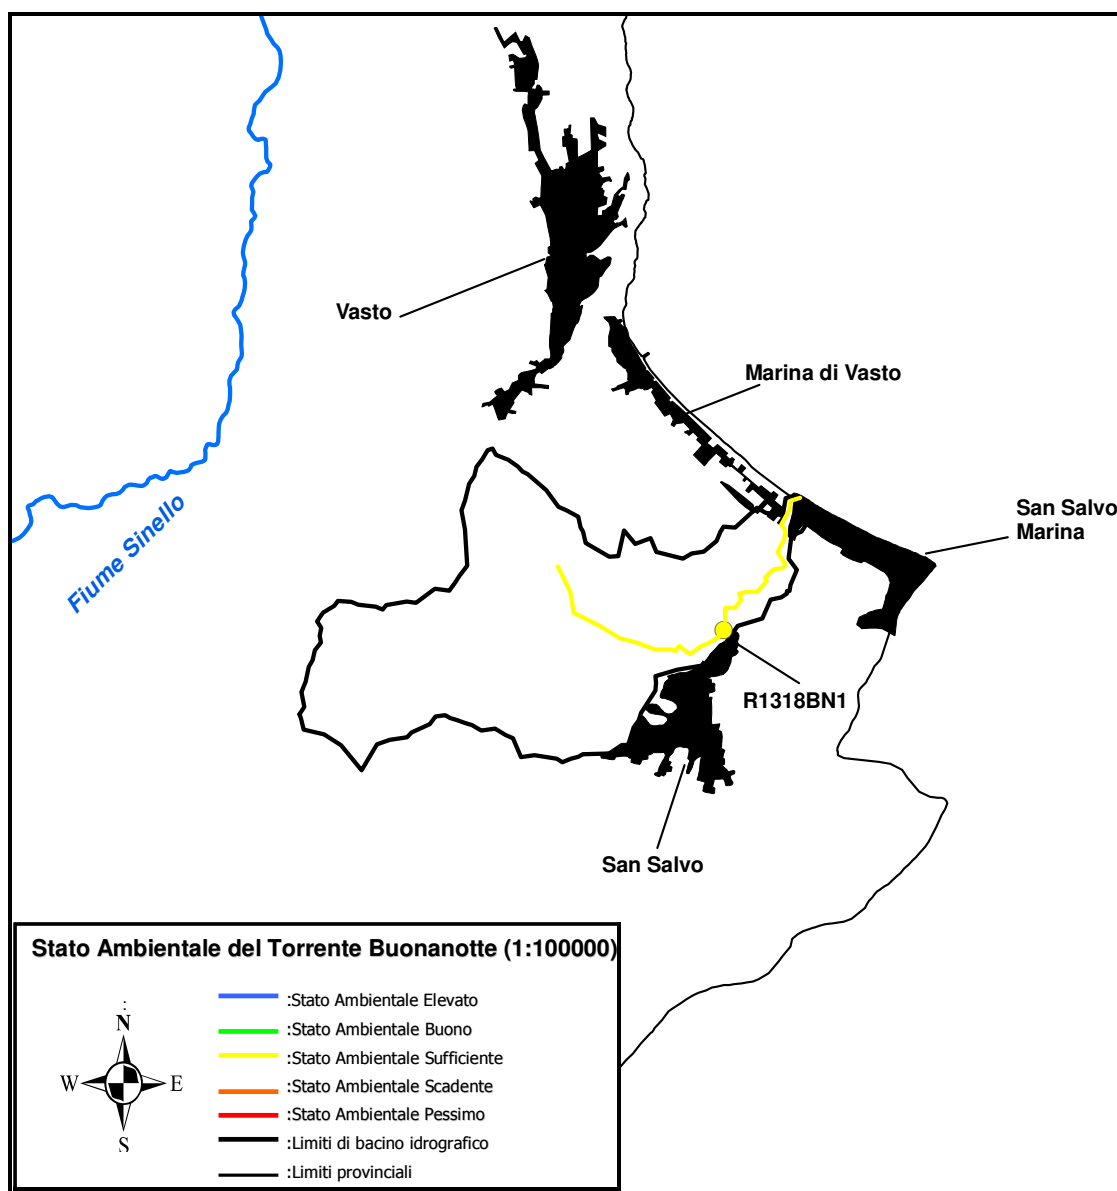 Vasto
Marina di Vasto
San Salvo
Marina
Fiume Sinello
R1318BN1
San Salvo
Stato Ambientale del Torrente Buonanotte (1:100000)
:
N
W
E
S
:Stato Ambientale Elevato
:Stato Ambientale Buono
:Stato Ambientale Sufficiente
:Stato Ambientale Scadente
:Stato Ambientale Pessimo
:Limiti di bacino idrografico
:Limiti provinciali